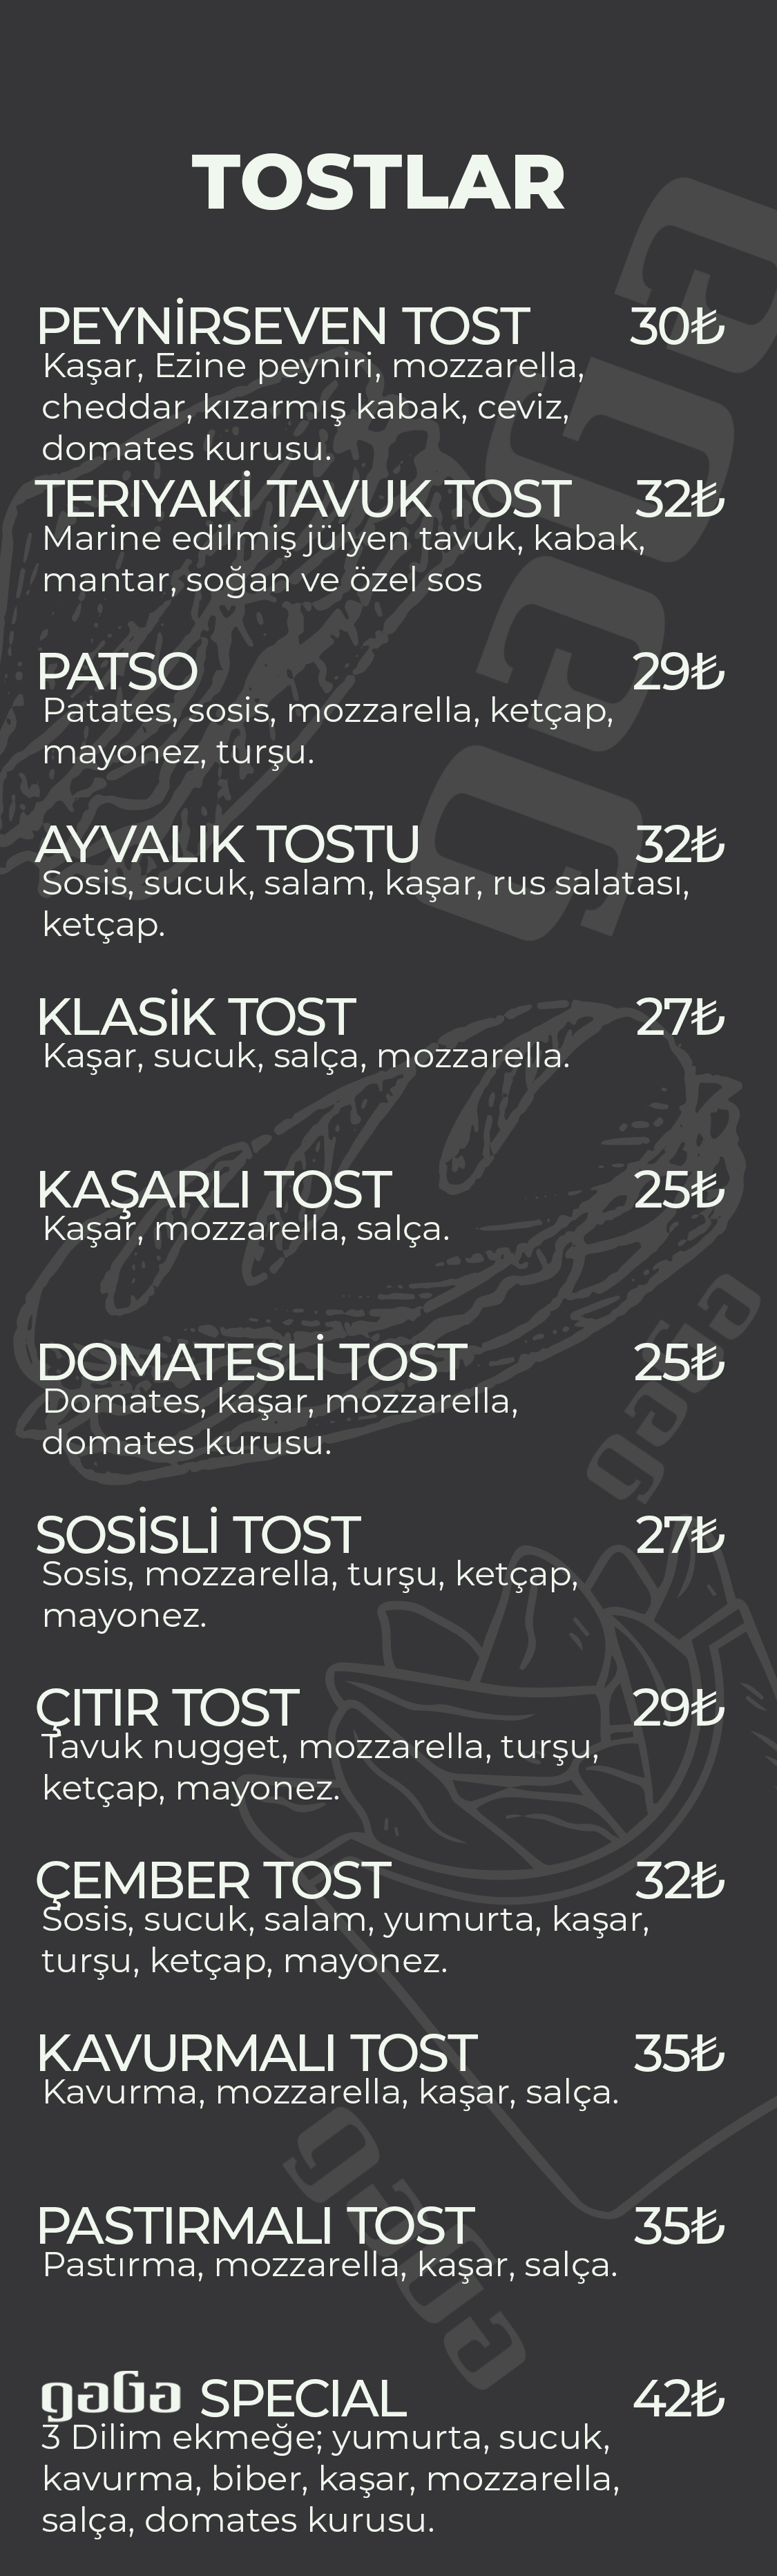 TOSTLAR
PEYNİRSEVEN TOST 30₺
Kaşar, Ezine peyniri, mozzarella,
cheddar, kızarmış kabak, ceviz,
domates kurusu.
TERIYAKİ TAVUK TOST 32₺
Marine edilmiş jülyen tavuk, kabak,
mantar, soğan ve özel sos
PATSO 29₺
Patates, sosis, mozzarella, ketçap,
mayonez, turşu.
AYVALIK TOSTU 32₺
Sosis, sucuk, salam, kaşar, rus salatası,
ketçap.
KLASİK TOST 27₺
Kaşar, sucuk, salça, mozzarella.
KAŞARLI TOST 25₺
Kaşar, mozzarella, salça.
DOMATESLİ TOST 25₺
Domates, kaşar, mozzarella,
domates kurusu.
SOSİSLİ TOST 27₺
Sosis, mozzarella, turşu, ketçap,
mayonez.
ÇITIR TOST 29₺
Tavuk nugget, mozzarella, turşu,
ketçap, mayonez.
ÇEMBER TOST 32₺
Sosis, sucuk, salam, yumurta, kaşar,
turşu, ketçap, mayonez.
KAVURMALI TOST 35₺
Kavurma, mozzarella, kaşar, salça.
PASTIRMALI TOST 35₺
Pastırma, mozzarella, kaşar, salça.
gaGa SPECIAL 42₺
3 Dilim ekmeğe; yumurta, sucuk,
kavurma, biber, kaşar, mozzarella,
salça, domates kurusu.
gaGa
gaGa
gaGa